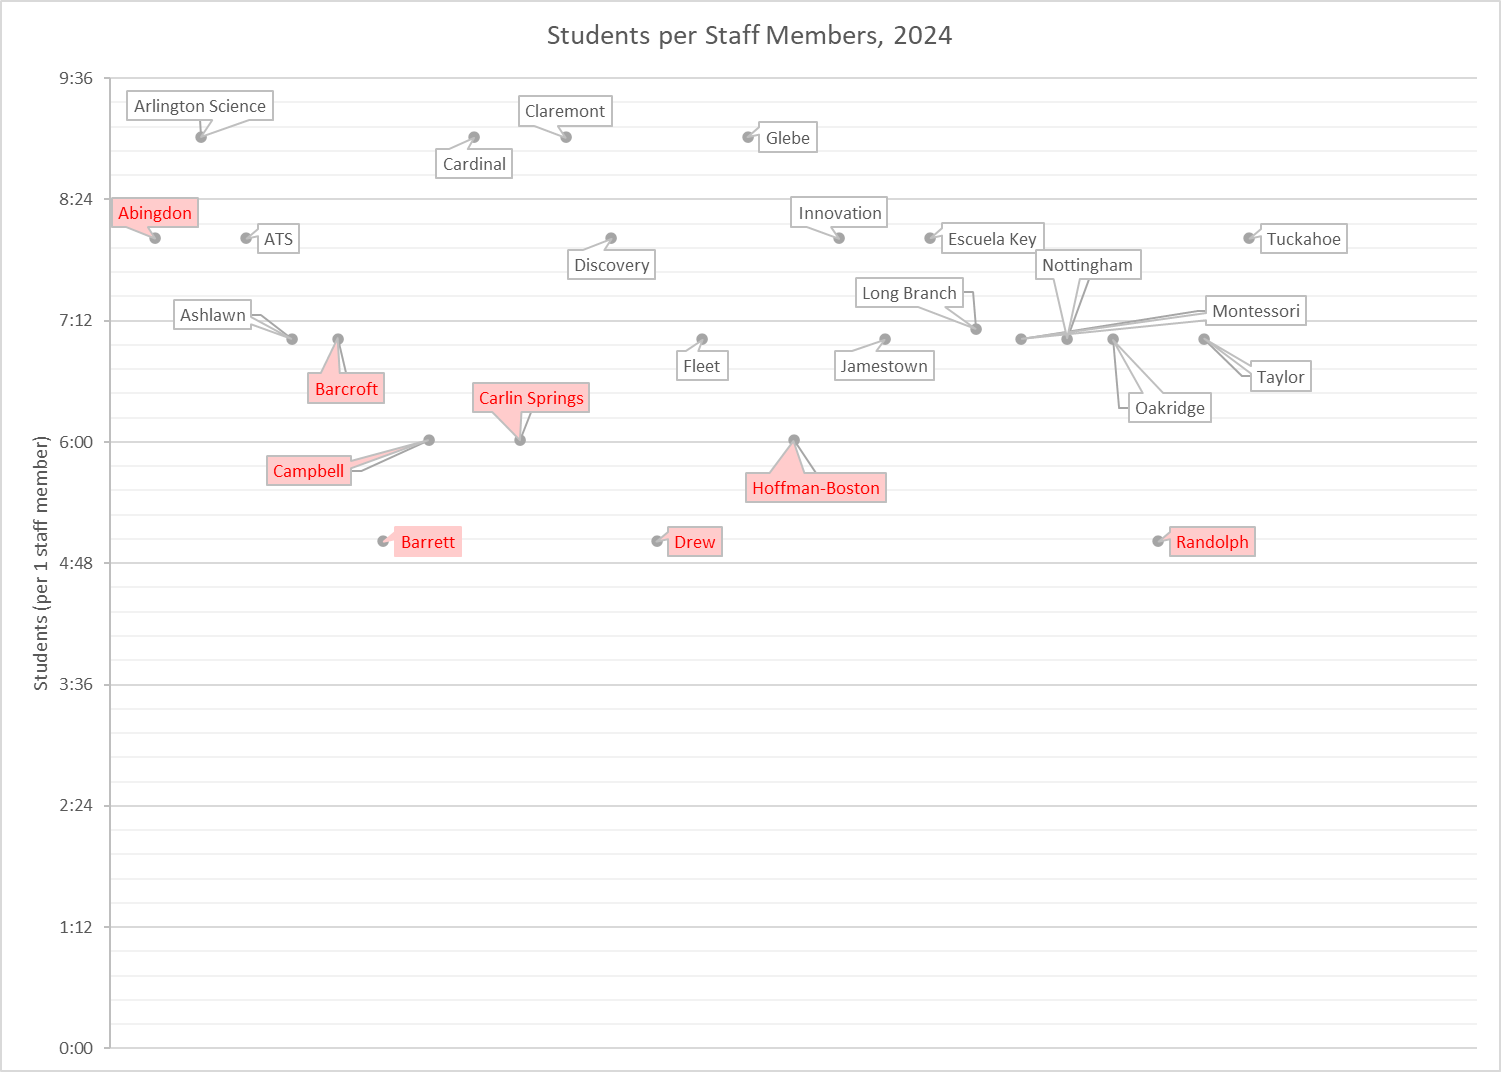 Students per Staff Members, 2024
9:36
Arlington Science
Claremont
Glebe
Cardinal
8:24
Abingdon
Innovation
ATS
Escuela Key
Tuckahoe
Discovery
Nottingham
Long Branch
7:12
Ashlawn
Montessori
Fleet
Jamestown
Taylor
Barcroft
Carlin Springs
Oakridge
6:00
Campbell
Hoffman-Boston
Barrett
Drew
Randolph
4:48
Students (per 1 staff member)
3:36
2:24
1:12
0:00